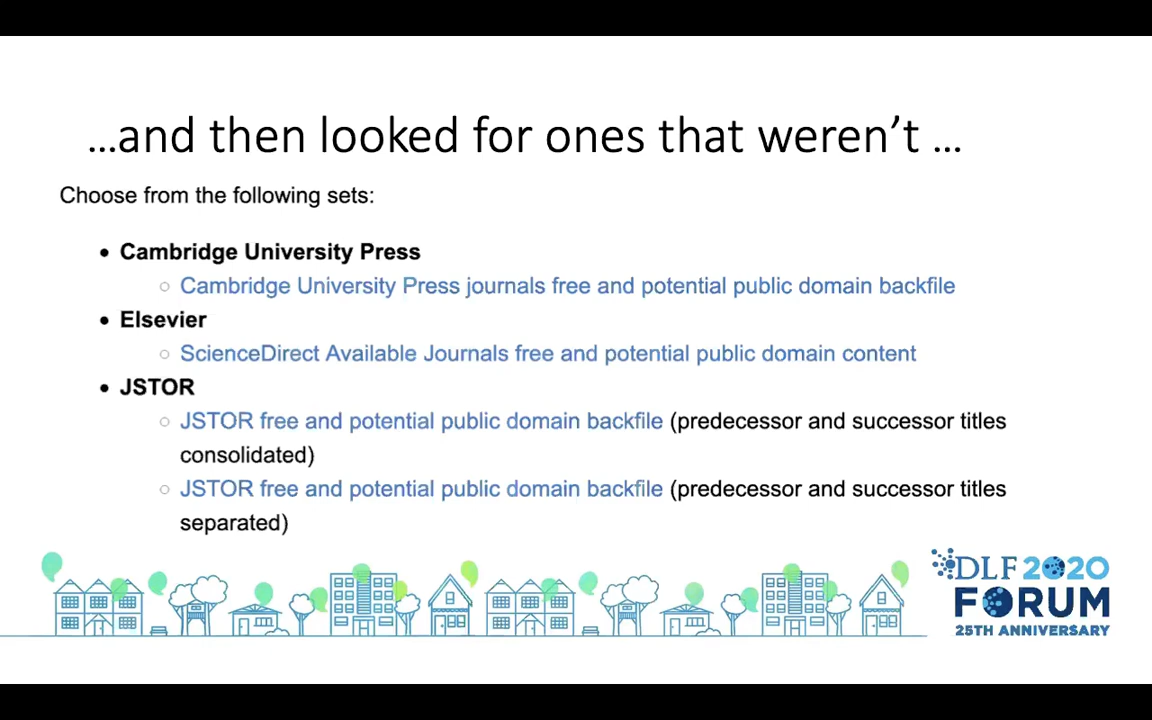 …and then looked for ones that weren’t …
Choose from the following sets:
• Cambridge University Press
○ Cambridge University Press journals free and potential public domain backfile
• Elsevier
○ ScienceDirect Available Journals free and potential public domain content
• JSTOR
○ JSTOR free and potential public domain backfile (predecessor and successor titles
consolidated)
○ JSTOR free and potential public domain backfile (predecessor and successor titles
separated)
DLF 2020
FORUM
25TH ANNIVERSARY